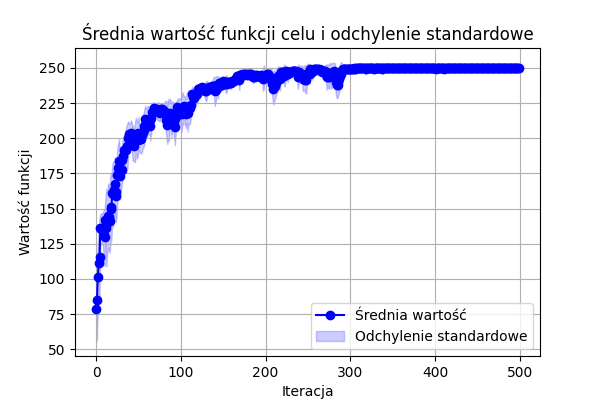 Średnia wartość funkcji celu i odchylenie standardowe
250
225
200
175
150
125
100
75
50
Wartość funkcji
Średnia wartość
Odchylenie standardowe
0 100 200 300 400 500
Iteracja